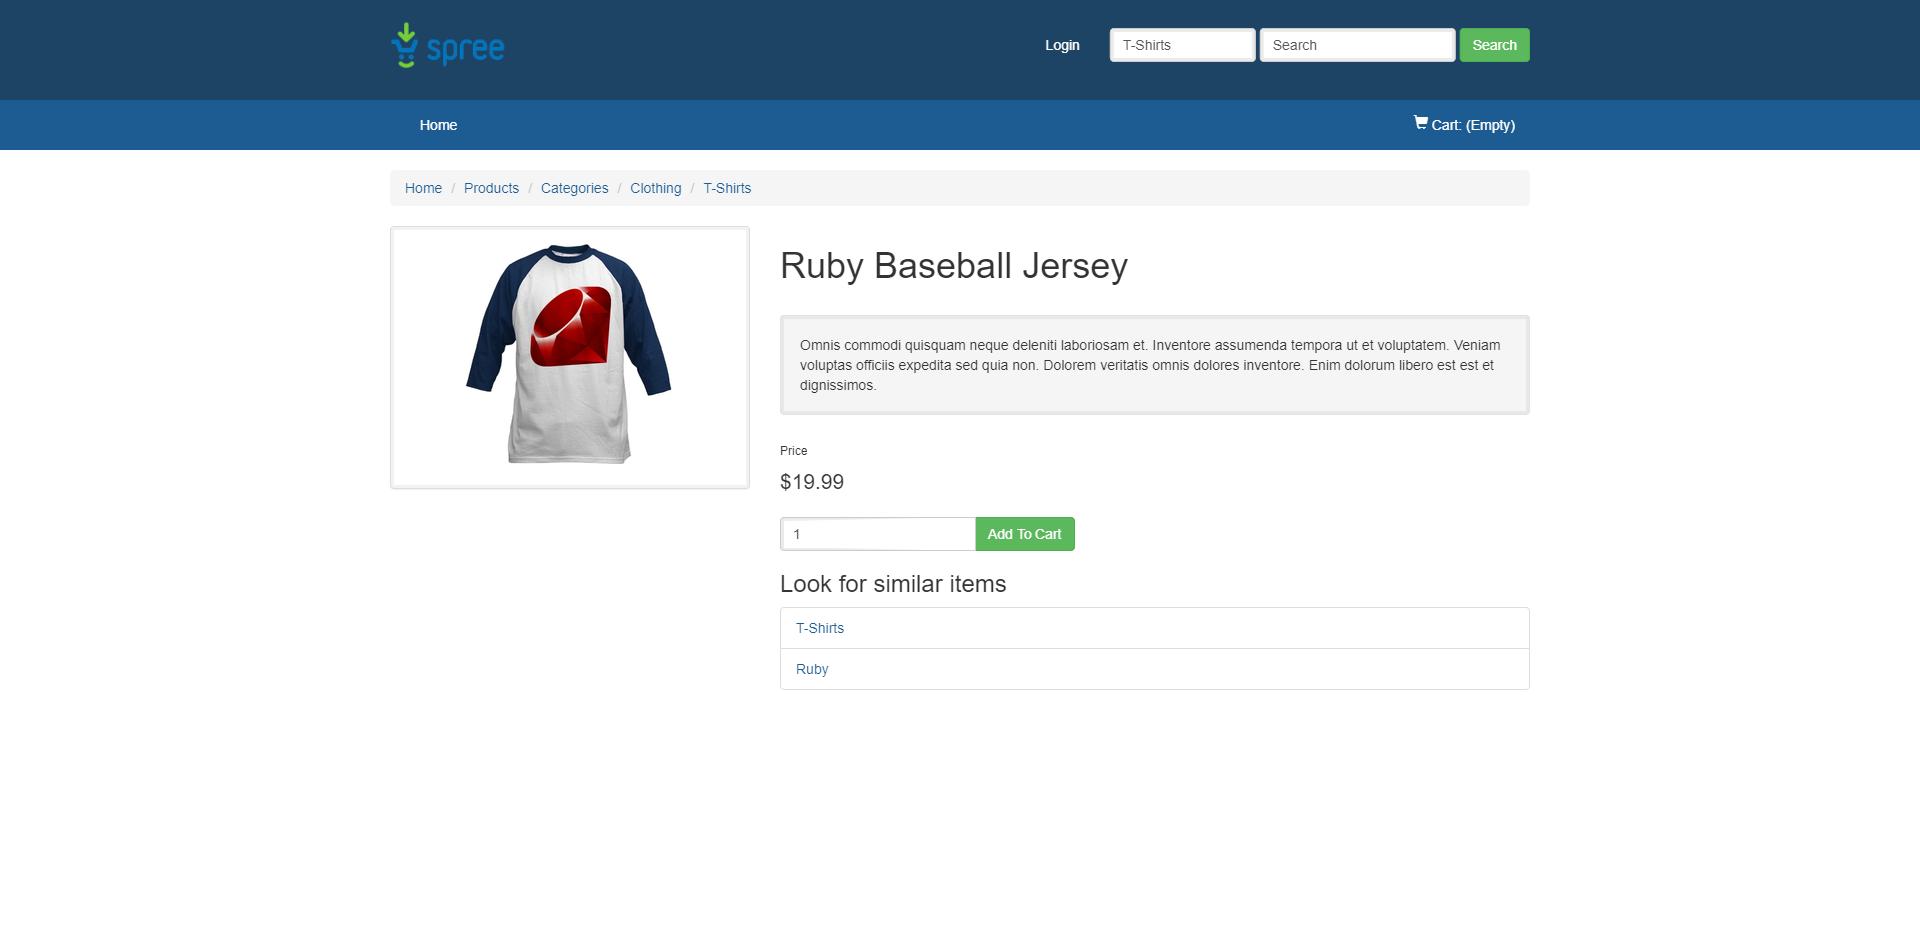 spree
Login
T-Shirts
Search
Search
Home
Cart: (Empty)
Home / Products / Categories / Clothing / T-Shirts
Ruby Baseball Jersey
Omnis commodi quisquam neque deleniti laboriosam et. Inventore assumenda tempora ut et voluptatem. Veniam
voluptas officiis expedita sed quia non. Dolorem veritatis omnis dolores inventore. Enim dolorum libero est est et
dignissimos.
Price
$19.99
1
Add To Cart
Look for similar items
T-Shirts
Ruby